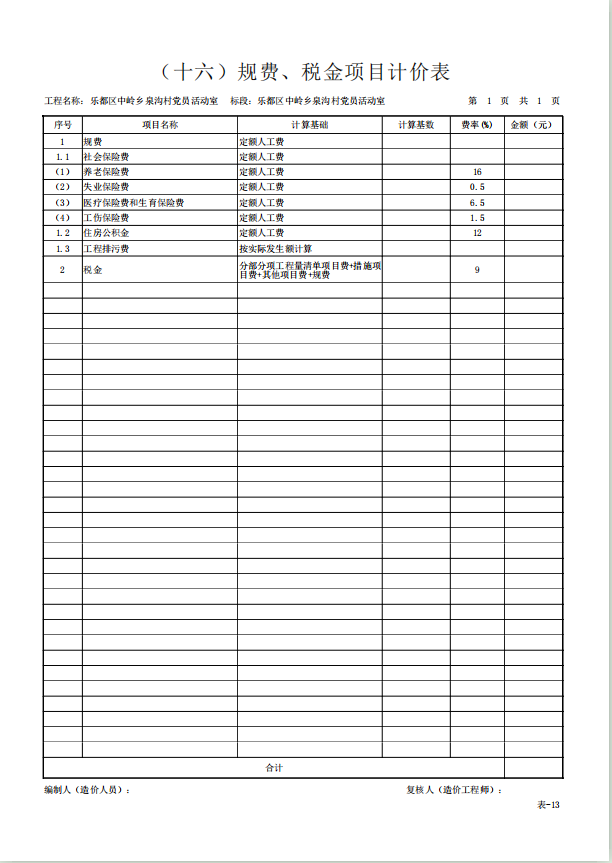 （十六）规费、税金项目计价表
工程名称：乐都区中岭乡泉沟村党员活动室 标段：乐都区中岭乡泉沟村党员活动室 第 1 页 共 1 页
序号 项目名称 计算基础 计算基数 费率(%) 金额（元）
1 规费 定额人工费
1.1 社会保险费 定额人工费
（1） 养老保险费 定额人工费 16
（2） 失业保险费 定额人工费 0.5
（3） 医疗保险费和生育保险费 定额人工费 6.5
（4） 工伤保险费 定额人工费 1.5
1.2 住房公积金 定额人工费 12
1.3 工程排污费 按实际发生额计算
2 税金 分部分项工程量清单项目费+措施项
目费+其他项目费+规费 9
合计
编制人（造价人员）： 复核人（造价工程师）：
表-13